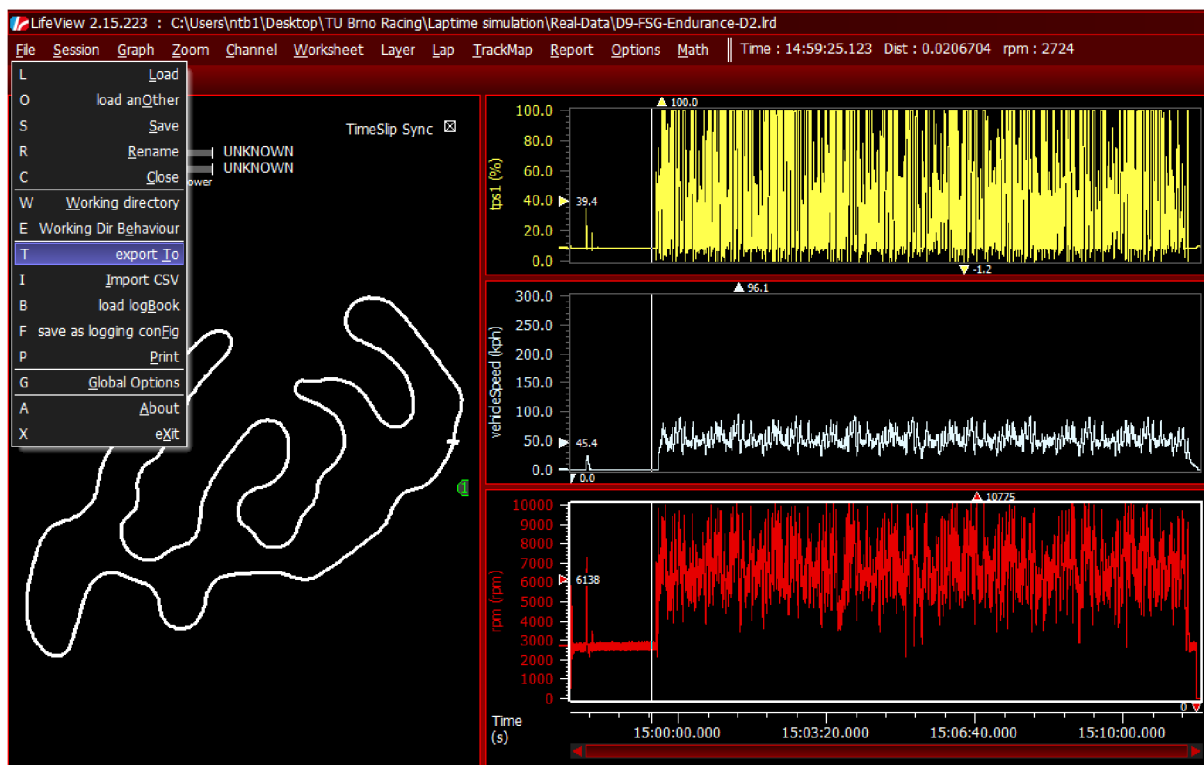 LifeView 2.15.223 : C:\Users\ntb1\Desktop\TU Brno Racing\Laptime simulation\Real-Data\D9-FSG-Endurance-D2.lrd
File Session Graph Zoom Channel Worksheet Layer Lap TrackMap Report Options Math Time : 14:59:25.123 Dist : 0.0206704 rpm : 2724
L Load
O load anOther
S Save
R Rename
C Close
W Working directory
E Working Dir Behaviour
T export To
I Import CSV
B load logBook
F save as logging conFig
P Print
G Global Options
A About
X eXit
TimeSlip Sync
UNKNOWN
UNKNOWN
ower
1
tps1 (%)
100.0
80.0
60.0
40.0
20.0
0.0
100.0
39.4
-1.2
vehicleSpeed (kph)
300.0
250.0
200.0
150.0
100.0
50.0
0.0
96.1
45.4
0.0
rpm (rpm)
10000
9000
8000
7000
6000
5000
4000
3000
2000
1000
0
10775
6138
0
Time
(s)
15:00:00.000 15:03:20.000 15:06:40.000 15:10:00.000